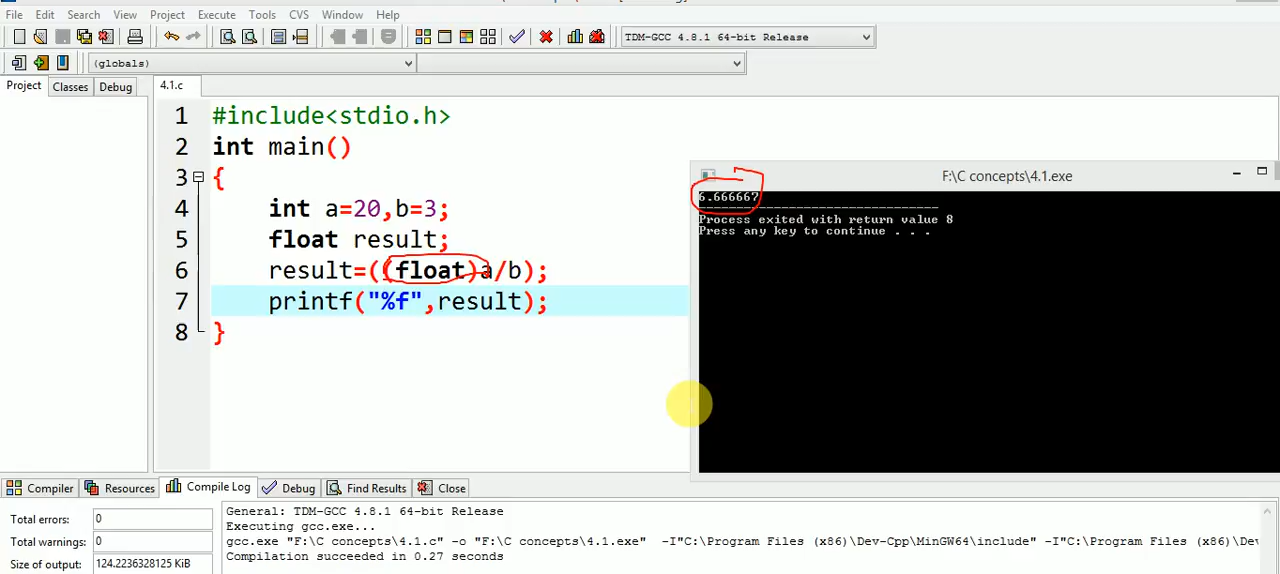 File Edit Search View Project Execute Tools CVS Window Help
TDM-GCC 4.8.1 64-bit Release
(globals)
Project Classes Debug 4.1.c
1 #include<stdio.h>
2 int main()
3 {
4 int a=20,b=3;
5 float result;
6 result=((float)a/b);
7 printf("%f",result);
8 }
F:\C concepts\4.1.exe
6.666667
--------------------------------
Process exited with return value 8
Press any key to continue . . .
Compiler Resources Compile Log Debug Find Results Close
Total errors: 0
Total warnings: 0
Size of output: 124.2236328125 KiB
General: TDM-GCC 4.8.1 64-bit Release
Executing gcc.exe...
gcc.exe "F:\C concepts\4.1.c" -o "F:\C concepts\4.1.exe" -I"C:\Program Files (x86)\Dev-Cpp\MinGW64\include" -I"C:\Program Files (x86)\Dev
Compilation succeeded in 0.27 seconds